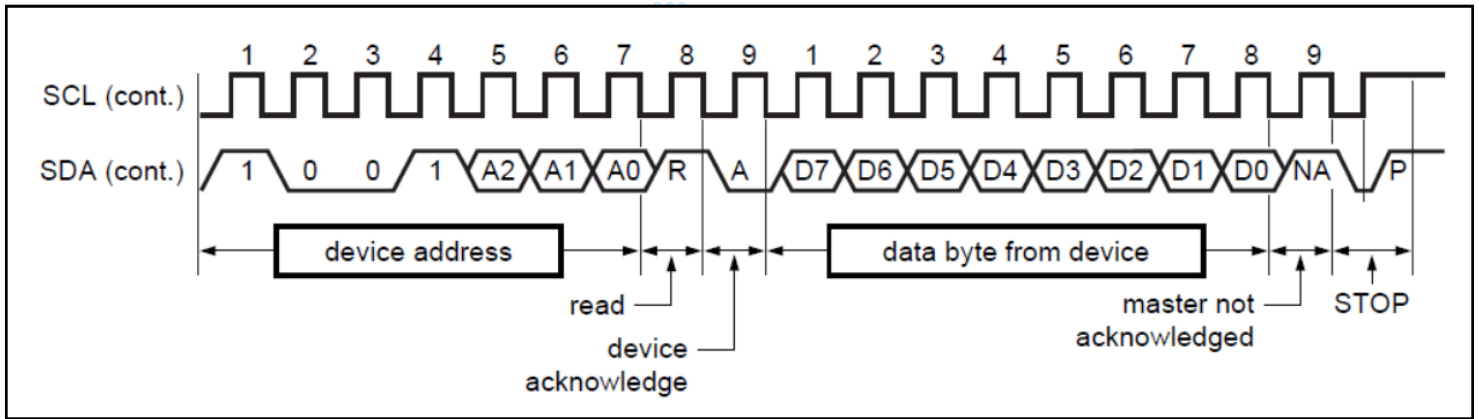 1 2 3 4 5 6 7 8 9 1 2 3 4 5 6 7 8 9
SCL (cont.)
SDA (cont.) 1 0 0 1 A2 A1 A0 R A D7 D6 D5 D4 D3 D2 D1 D0 NA P
device address data byte from device
read master not STOP
acknowledged
device
acknowledge